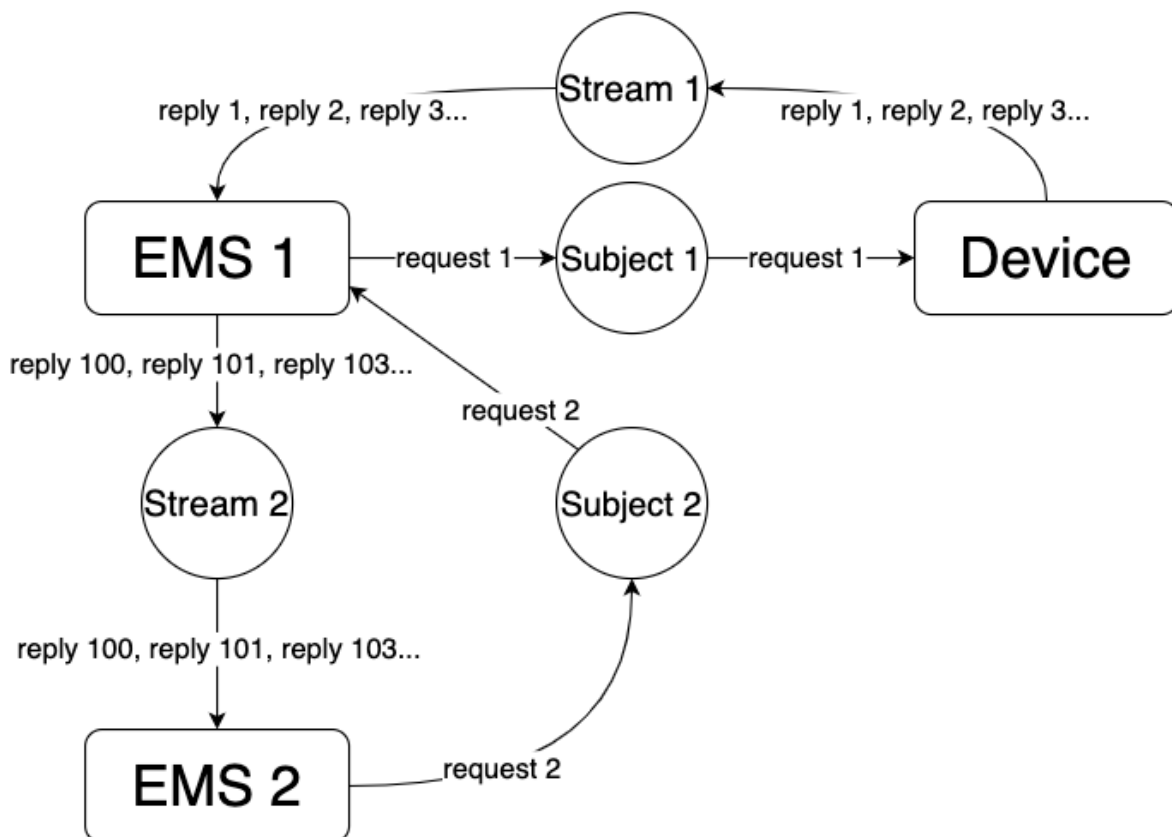 Stream 1
reply 1, reply 2, reply 3...
reply 1, reply 2, reply 3...
EMS 1
request 1
Subject 1
request 1
Device
reply 100, reply 101, reply 103...
request 2
Stream 2
Subject 2
reply 100, reply 101, reply 103...
EMS 2
request 2